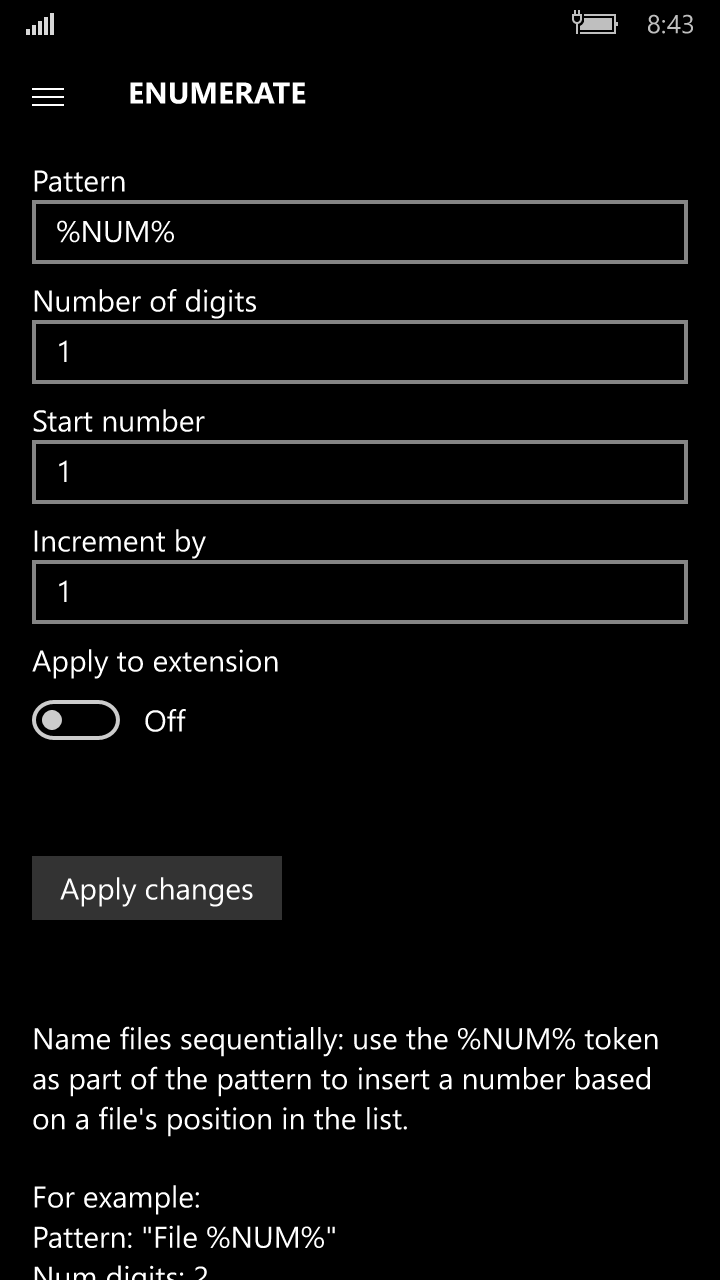 8:43
ENUMERATE
Pattern
%NUM%
Number of digits
1
Start number
1
Increment by
1
Apply to extension
Off
Apply changes
Name files sequentially: use the %NUM% token
as part of the pattern to insert a number based
on a file's position in the list.
For example:
Pattern: "File %NUM%"
Num digits: 2